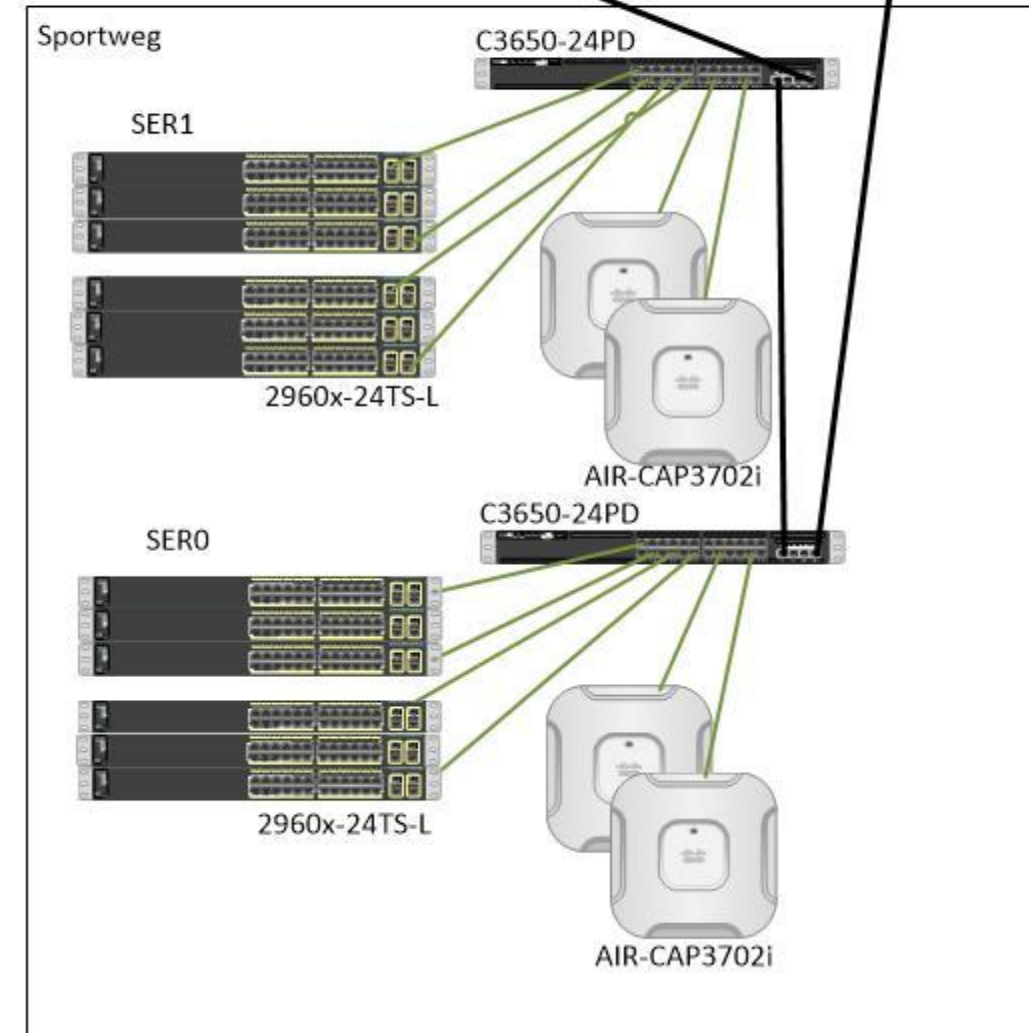 Sportweg
C3650-24PD
SER1
2960x-24TS-L
AIR-CAP3702i
C3650-24PD
SER0
2960x-24TS-L
AIR-CAP3702i